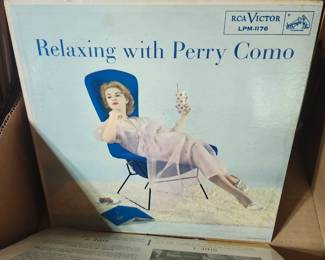 RCA VICTOR
LPM-1176
Relaxing with Perry Como